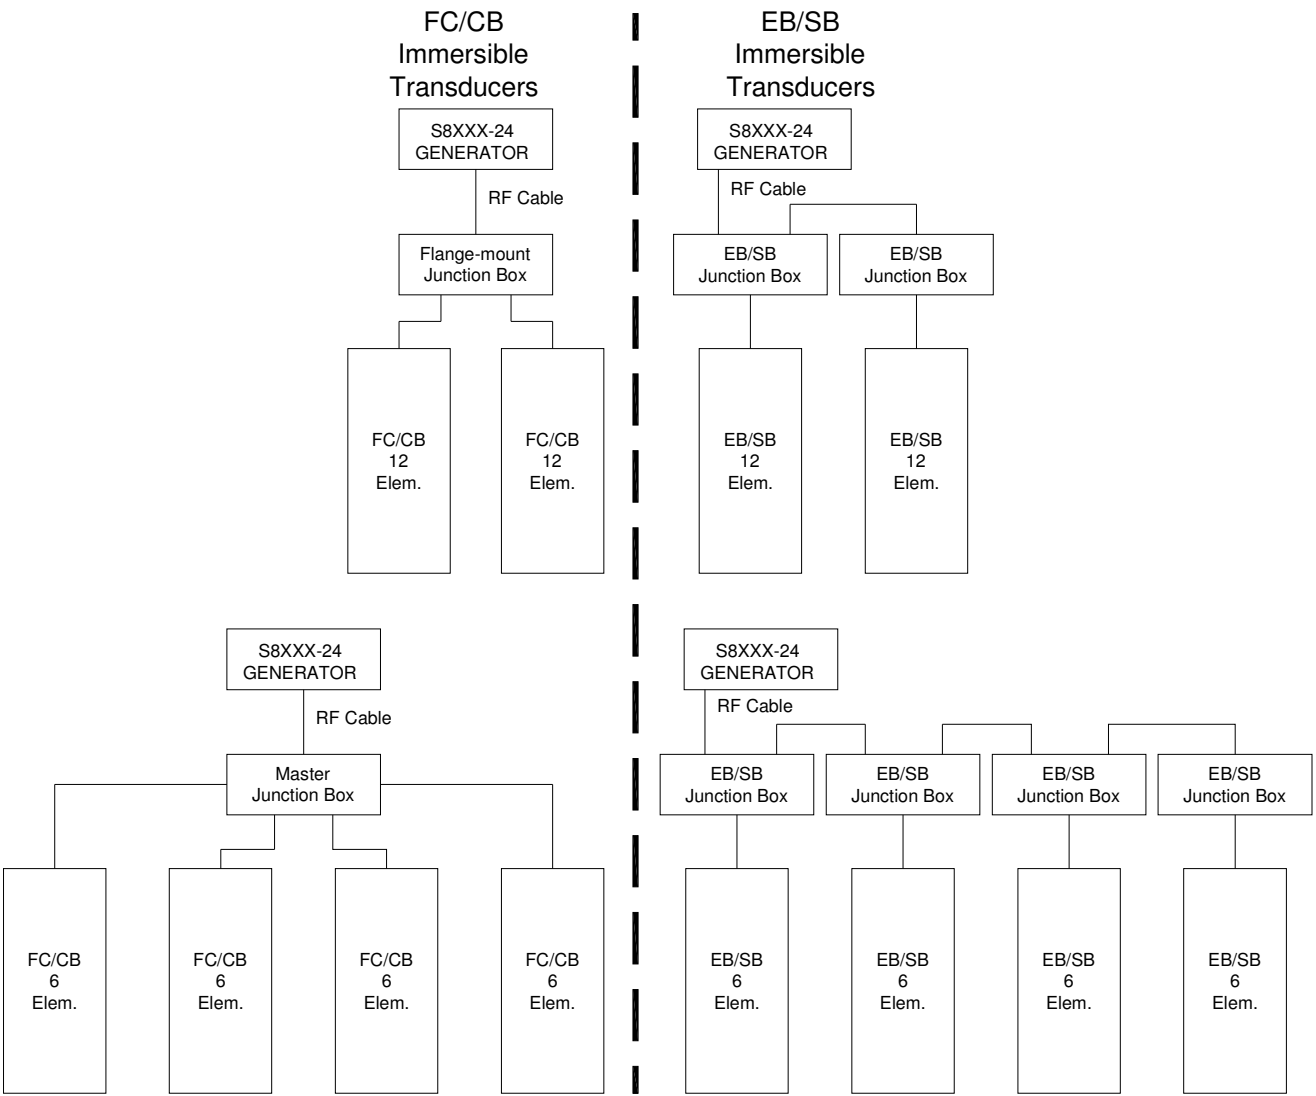 FC/CB
Immersible
Transducers
S8XXX-24
GENERATOR
RF Cable
Flange-mount
Junction Box
FC/CB
12
Elem.
FC/CB
12
Elem.
EB/SB
Immersible
Transducers
S8XXX-24
GENERATOR
RF Cable
EB/SB
Junction Box
EB/SB
Junction Box
EB/SB
12
Elem.
EB/SB
12
Elem.
S8XXX-24
GENERATOR
RF Cable
Master
Junction Box
FC/CB
6
Elem.
FC/CB
6
Elem.
FC/CB
6
Elem.
FC/CB
6
Elem.
S8XXX-24
GENERATOR
RF Cable
EB/SB
Junction Box
EB/SB
Junction Box
EB/SB
Junction Box
EB/SB
Junction Box
EB/SB
6
Elem.
EB/SB
6
Elem.
EB/SB
6
Elem.
EB/SB
6
Elem.